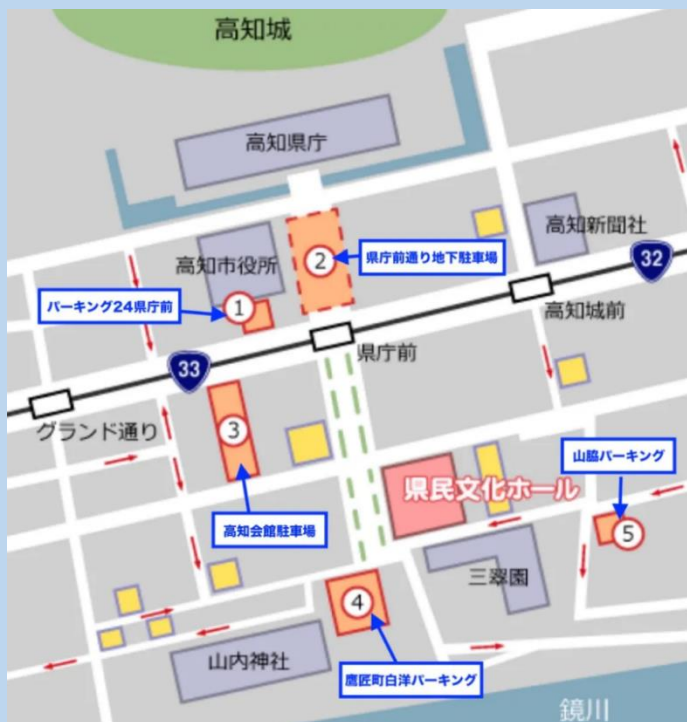 高知城
高知県庁
高知新聞社
高知市役所
②
県庁前通り地下駐車場
32
パーキング24県庁前
①
高知城前
県庁前
33
グランド通り
③
山脇パーキング
県民文化ホール
高知会館駐車場
⑤
三翠園
④
山内神社
鷹匠町白洋パーキング
鏡川